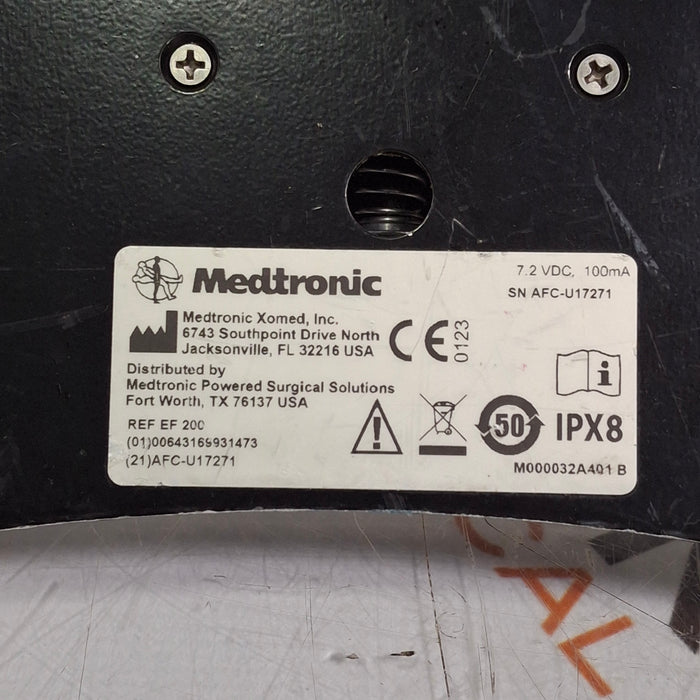 Medtronic
7.2 VDC, 100mA
SN AFC-U17271
Medtronic Xomed, Inc.
6743 Southpoint Drive North
Jacksonville, FL 32216 USA
CE 0123
Distributed by
Medtronic Powered Surgical Solutions
Fort Worth, TX 76137 USA
REF EF 200
(01)00643169931473
(21)AFC-U17271
50
IPX8
M000032A401 B
CAL